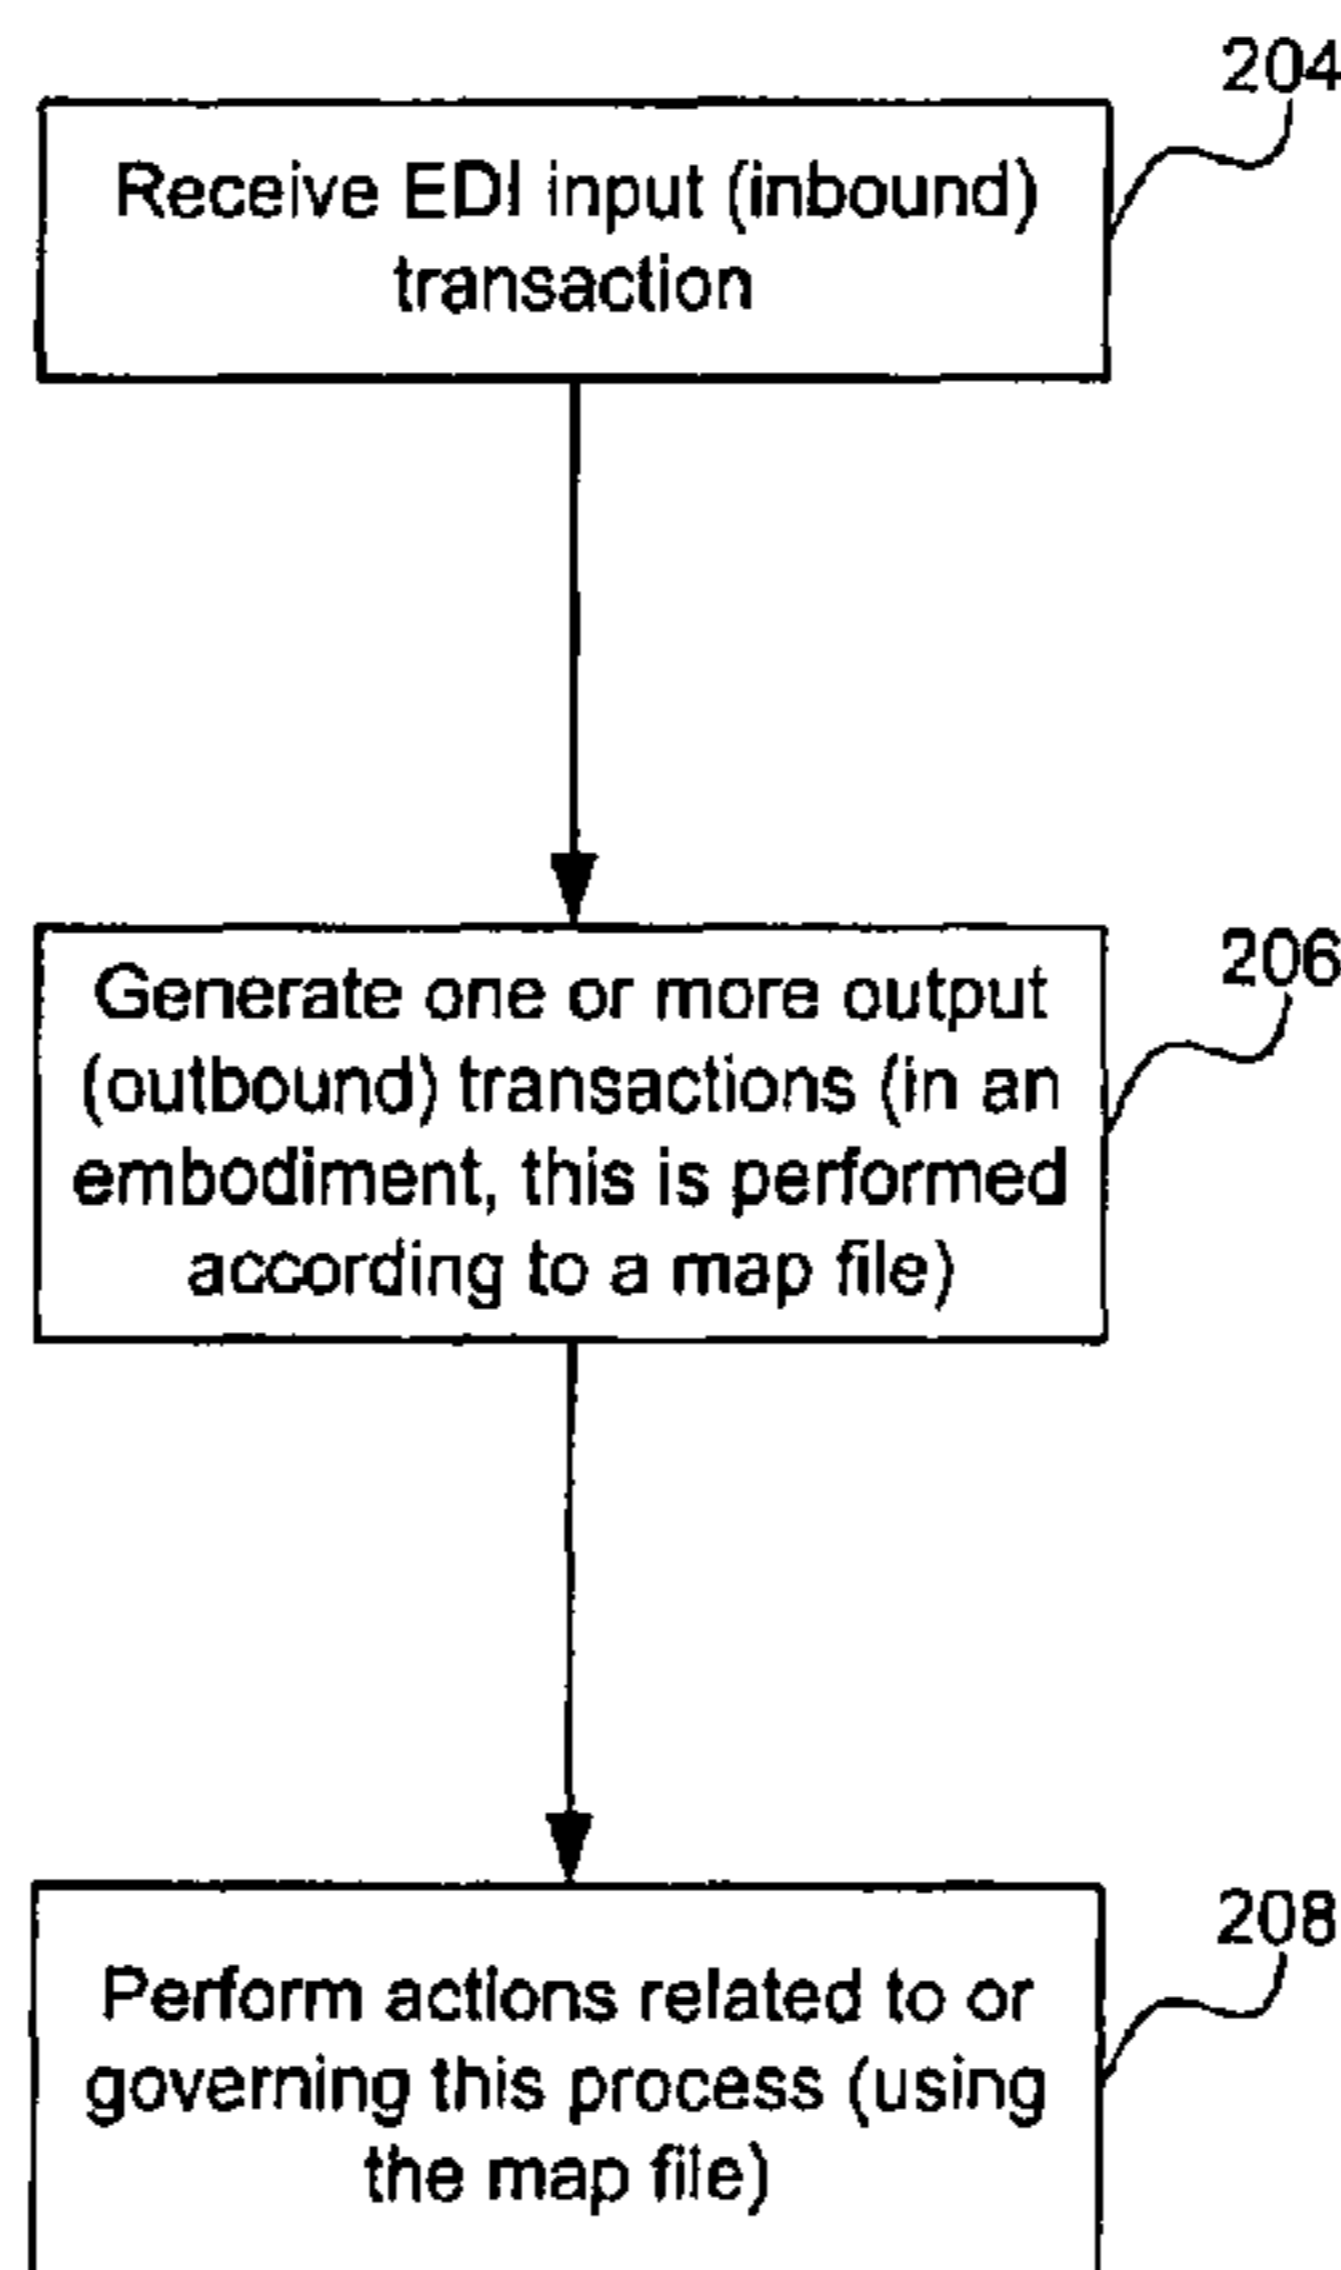 204
Receive EDI input (inbound)
transaction
206
Generate one or more output
(outbound) transactions (in an
embodiment, this is performed
according to a map file)
208
Perform actions related to or
governing this process (using
the map file)